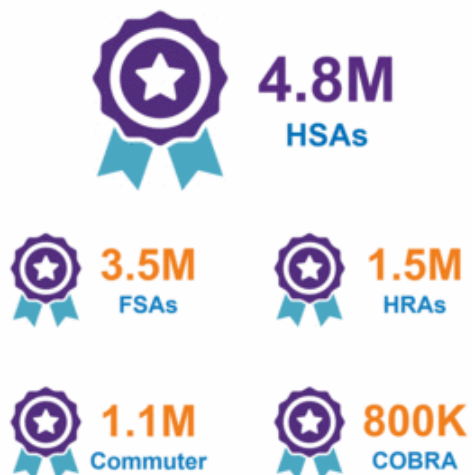 4.8M
HSAs
3.5M
FSAs
1.5M
HRAs
1.1M
Commuter
800K
COBRA